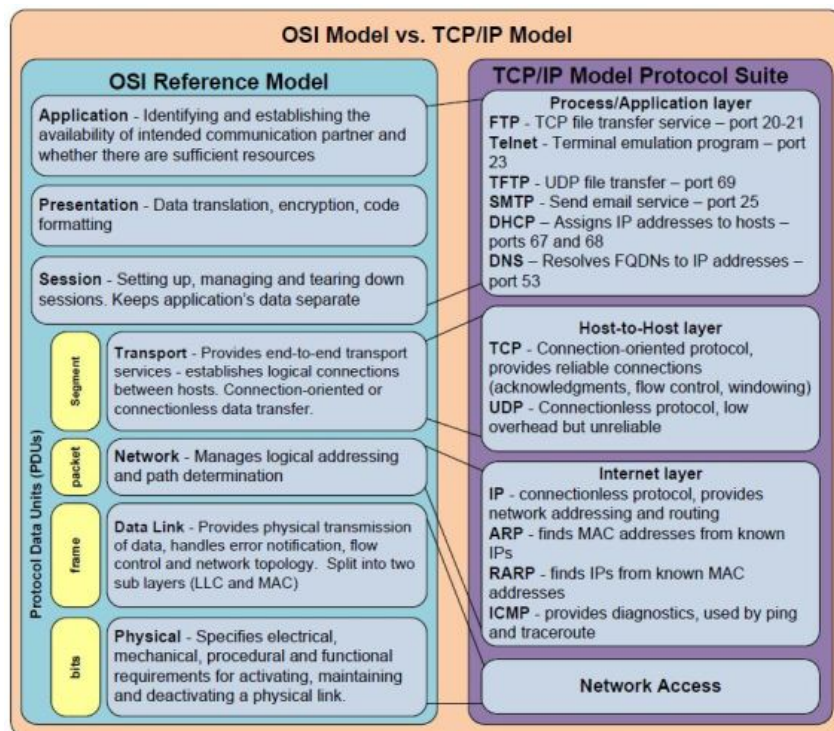 OSI Model vs. TCP/IP Model
OSI Reference Model
Application - Identifying and establishing the
availability of intended communication partner and
whether there are sufficient resources
Presentation - Data translation, encryption, code
formatting
Session - Setting up, managing and tearing down
sessions. Keeps application's data separate
Protocol Data Units (PDUs)
Segment
Transport - Provides end-to-end transport
services - establishes logical connections
between hosts. Connection-oriented or
connectionless data transfer.
packet
Network - Manages logical addressing
and path determination
frame
Data Link - Provides physical transmission
of data, handles error notification, flow
control and network topology. Split into two
sub layers (LLC and MAC)
bits
Physical - Specifies electrical,
mechanical, procedural and functional
requirements for activating, maintaining
and deactivating a physical link.
TCP/IP Model Protocol Suite
Process/Application layer
FTP - TCP file transfer service – port 20-21
Telnet - Terminal emulation program – port
23
TFTP - UDP file transfer – port 69
SMTP - Send email service – port 25
DHCP – Assigns IP addresses to hosts –
ports 67 and 68
DNS – Resolves FQDNs to IP addresses –
port 53
Host-to-Host layer
TCP - Connection-oriented protocol,
provides reliable connections
(acknowledgments, flow control, windowing)
UDP - Connectionless protocol, low
overhead but unreliable
Internet layer
IP - connectionless protocol, provides
network addressing and routing
ARP - finds MAC addresses from known
IPs
RARP - finds IPs from known MAC
addresses
ICMP - provides diagnostics, used by ping
and traceroute
Network Access